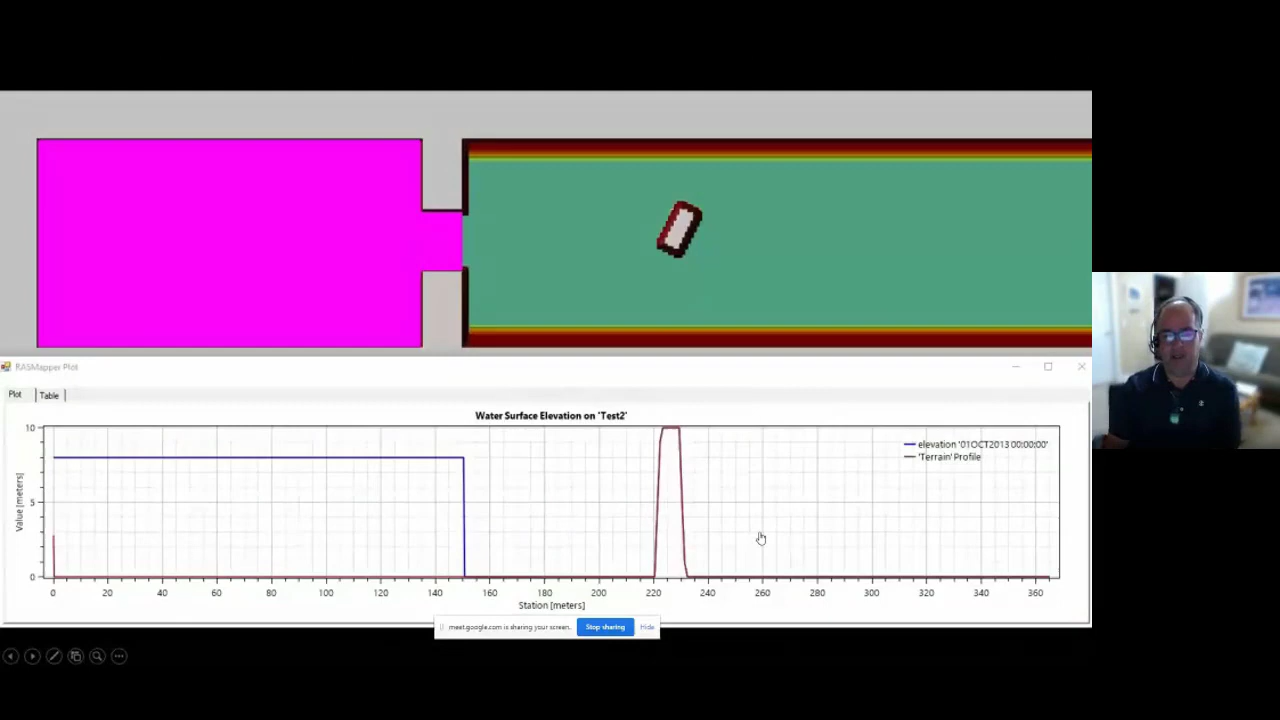 RASMapper Plot
Plot
Table
Water Surface Elevation on 'Test2'
elevation '01OCT2013 00:00:00'
'Terrain' Profile
Value [meters]
10
5
0
0 20 40 60 80 100 120 140 160 180 200 220 240 260 280 300 320 340 360
Station [meters]
meet.google.com is sharing your screen.
Stop sharing
Hide